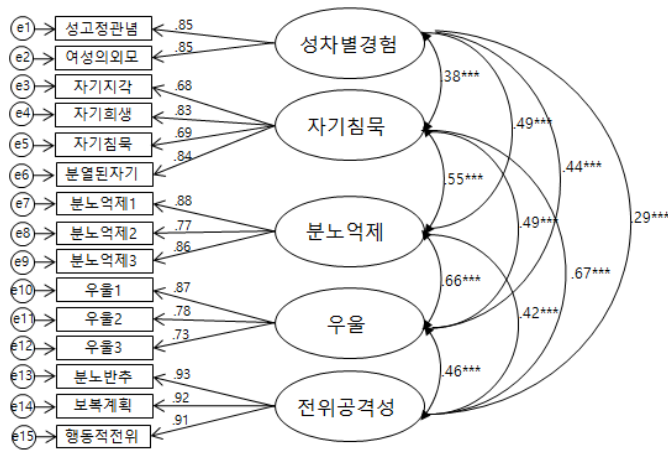 e1 성고정관념 .85
e2 여성의외모 .85
성차별경험
e3 자기지각 .68
e4 자기희생 .83
e5 자기침묵 .69
e6 분열된자기 .84
자기침묵
e7 분노억제1 .88
e8 분노억제2 .77
e9 분노억제3 .86
분노억제
e10 우울1 .87
e11 우울2 .78
e12 우울3 .73
우울
e13 분노반추 .93
e14 보복계획 .92
e15 행동적전위 .91
전위공격성
.38***
.49***
.44***
.55***
.49***
.29***
.67***
.66***
.42***
.46***